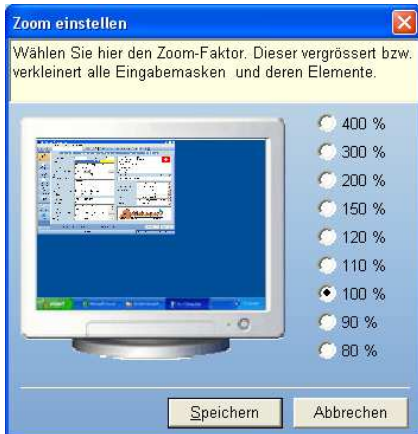 Zoom einstellen
Wählen Sie hier den Zoom-Faktor. Dieser vergrössert bzw.
verkleinert alle Eingabemasken und deren Elemente.
400 %
300 %
200 %
150 %
120 %
110 %
100 %
90 %
80 %
Speichern Abbrechen